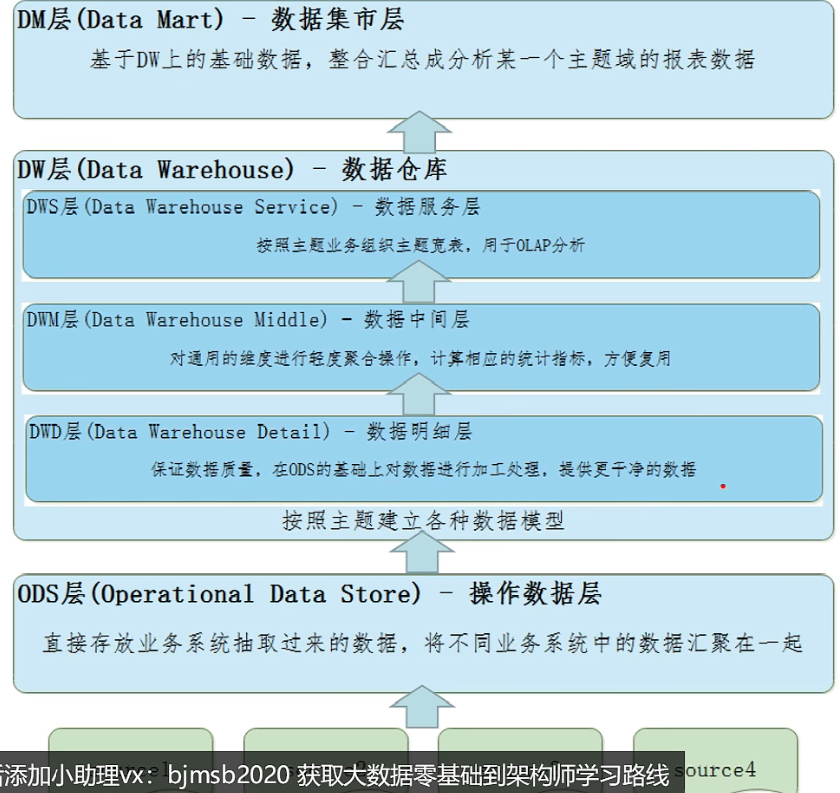 DM层(Data Mart) - 数据集市层
基于DW上的基础数据，整合汇总成分析某一个主题域的报表数据
DW层(Data Warehouse) - 数据仓库
DWS层(Data Warehouse Service) - 数据服务层
按照主题业务组织主题宽表，用于OLAP分析
DWM层(Data Warehouse Middle) - 数据中间层
对通用的维度进行轻度聚合操作，计算相应的统计指标，方便复用
DWD层(Data Warehouse Detail) - 数据明细层
保证数据质量，在ODS的基础上对数据进行加工处理，提供更干净的数据
按照主题建立各种数据模型
ODS层(Operational Data Store) - 操作数据层
直接存放业务系统抽取过来的数据，将不同业务系统中的数据汇聚在一起
source4
添加小助理vx：bjmsb2020 获取大数据零基础到架构师学习路线